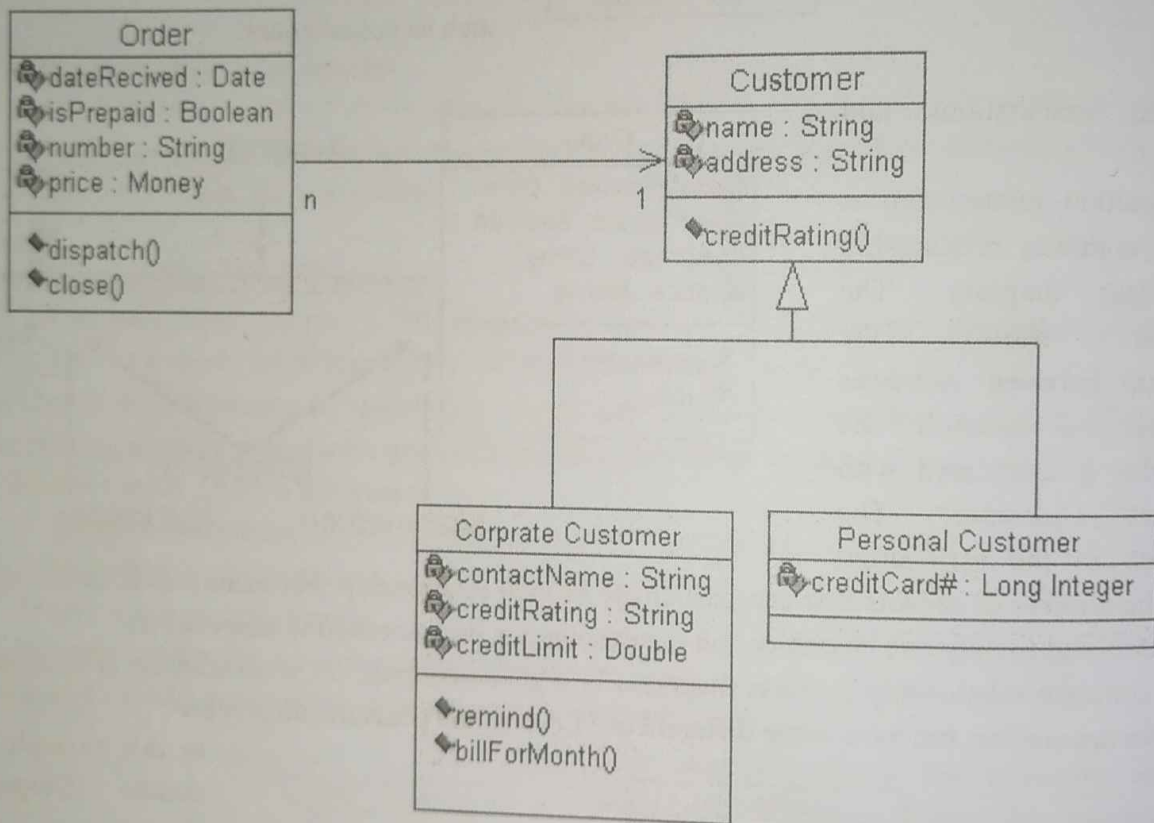 Order
dateRecived : Date
isPrepaid : Boolean
number : String
price : Money
dispatch()
close()
n
1
Customer
name : String
address : String
creditRating()
Corprate Customer
contactName : String
creditRating : String
creditLimit : Double
remind()
billForMonth()
Personal Customer
creditCard# : Long Integer